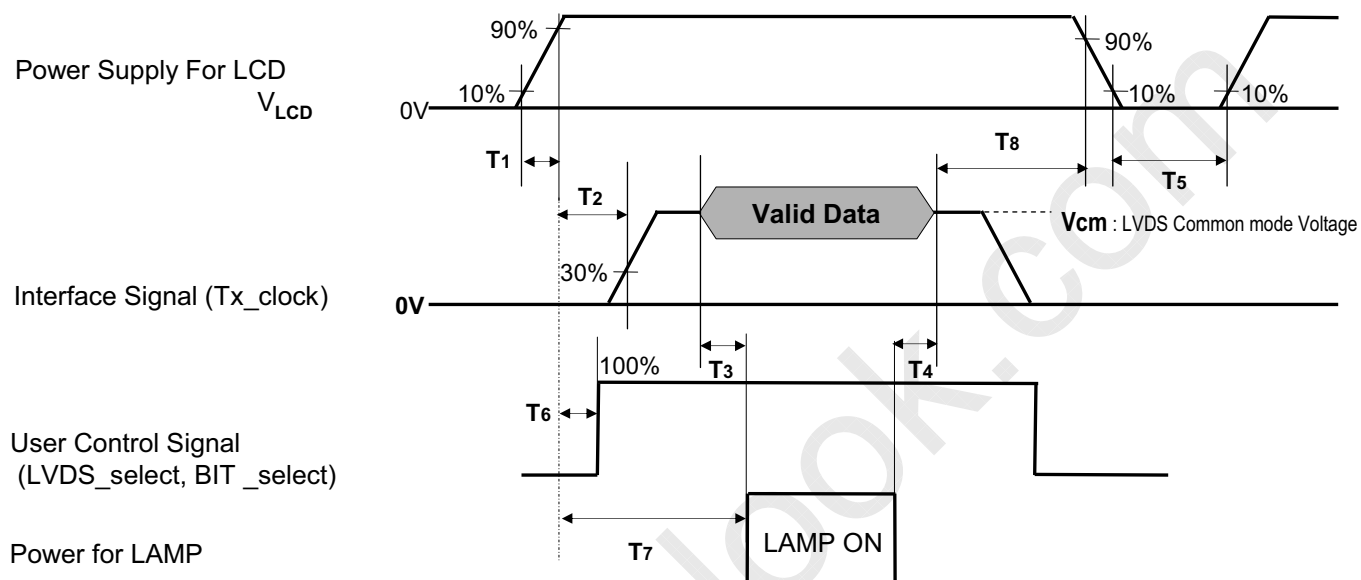 90%
90%
Power Supply For LCD
VLCD
10%
10%
10%
0V
T1
T8
T5
T2
Valid Data
Vcm : LVDS Common mode Voltage
30%
Interface Signal (Tx_clock)
0V
T3
T4
100%
T6
User Control Signal
(LVDS_select, BIT _select)
T7
LAMP ON
Power for LAMP
look.com